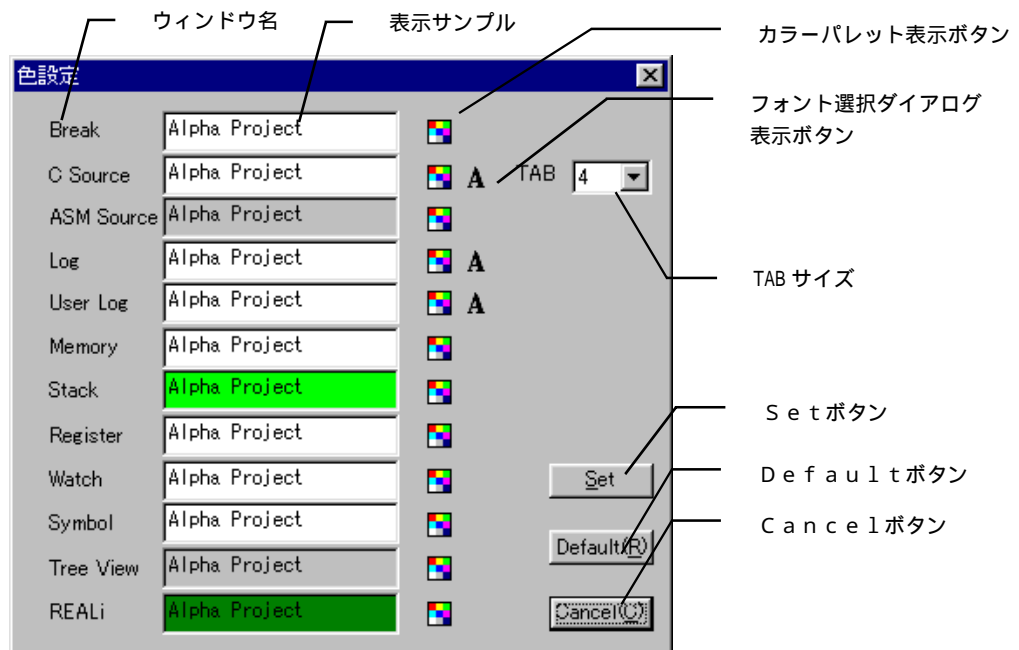 ウィンドウ名
表示サンプル
カラーパレット表示ボタン
色設定
フォント選択ダイアログ
表示ボタン
Break
Alpha Project
C Source
Alpha Project
A
TAB
4
ASM Source
Alpha Project
Log
Alpha Project
A
TABサイズ
User Log
Alpha Project
A
Memory
Alpha Project
Stack
Alpha Project
Ｓｅｔボタン
Register
Alpha Project
Watch
Alpha Project
Set
Ｄｅｆａｕｌｔボタン
Symbol
Alpha Project
Ｃａｎｃｅｌボタン
Default(R)
Tree View
Alpha Project
REALi
Alpha Project
Cancel(C)